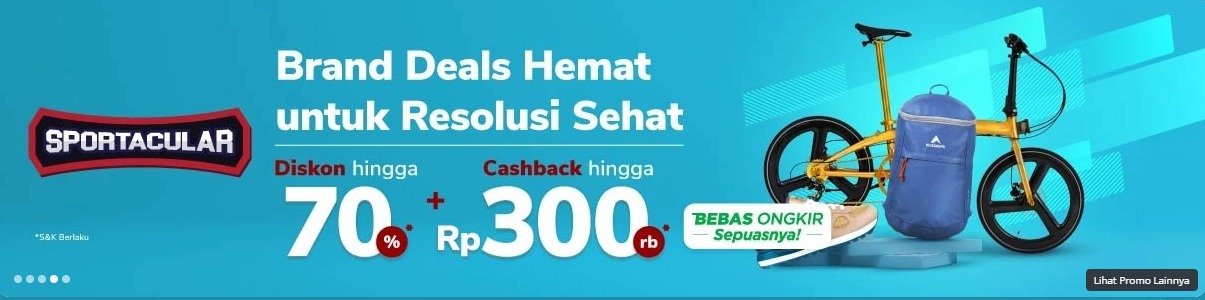 SPORTACULAR
*S&K Berlaku
Brand Deals Hemat
untuk Resolusi Sehat
Diskon hingga
70%*
+
Cashback hingga
Rp300rb*
BEBAS ONGKIR
Sepuasnya!
Lihat Promo Lainnya